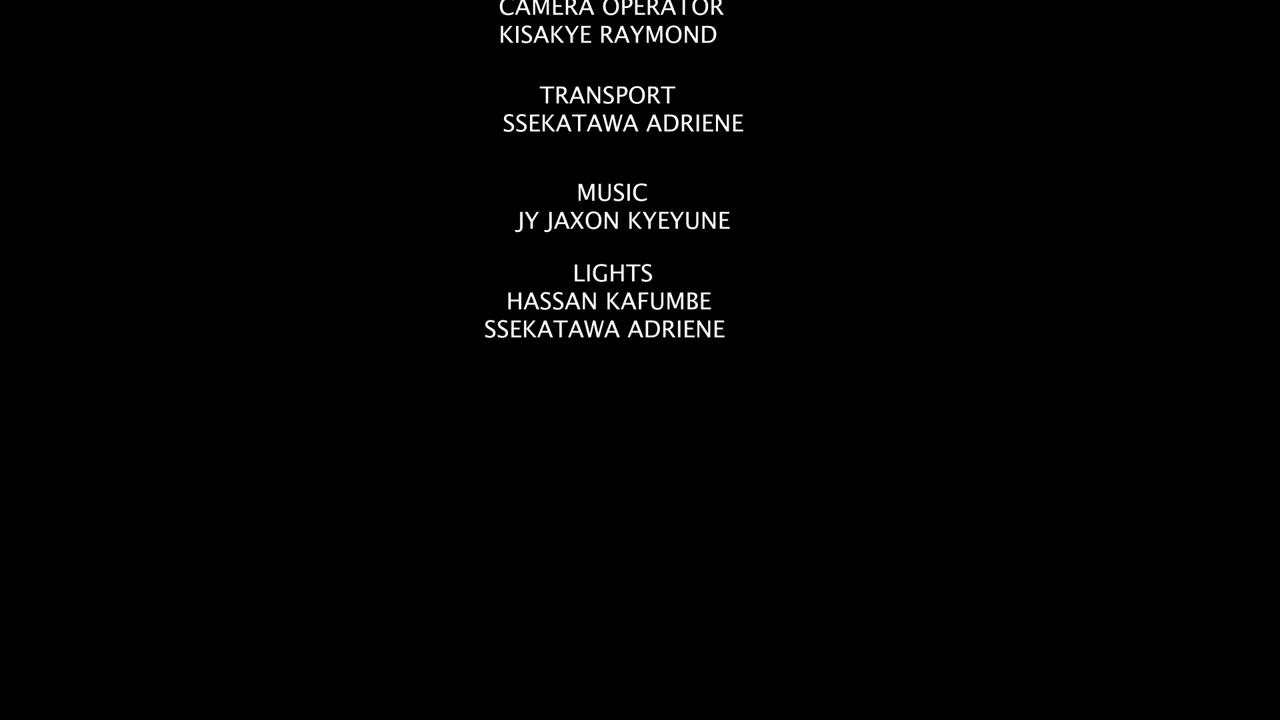 CAMERA OPERATOR
KISAKYE RAYMOND
TRANSPORT
SSEKATAWA ADRIENE
MUSIC
JY JAXON KYEYUNE
LIGHTS
HASSAN KAFUMBE
SSEKATAWA ADRIENE